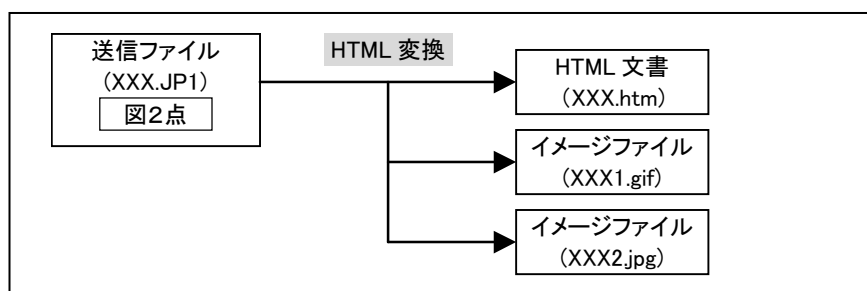 送信ファイル
(XXX.JP1)
図2点
HTML 変換
HTML 文書
(XXX.htm)
イメージファイル
(XXX1.gif)
イメージファイル
(XXX2.jpg)